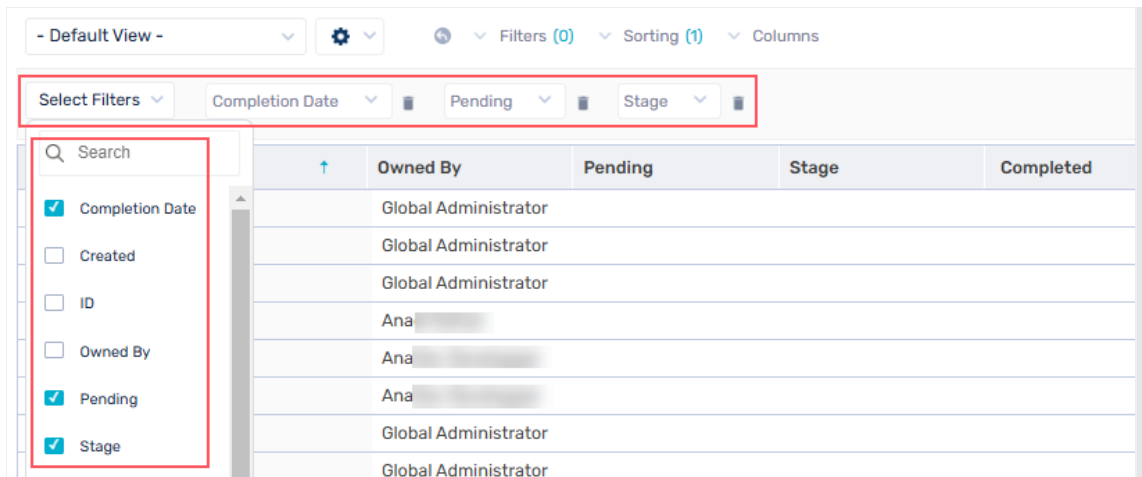 - Default View -
Filters (0) Sorting (1) Columns
Select Filters Completion Date Pending Stage
Search
Owned By Pending Stage Completed
Completion Date Global Administrator
Global Administrator
Created
Global Administrator
ID
Ana
Owned By Ana
Pending Ana
Global Administrator
Stage
Global Administrator